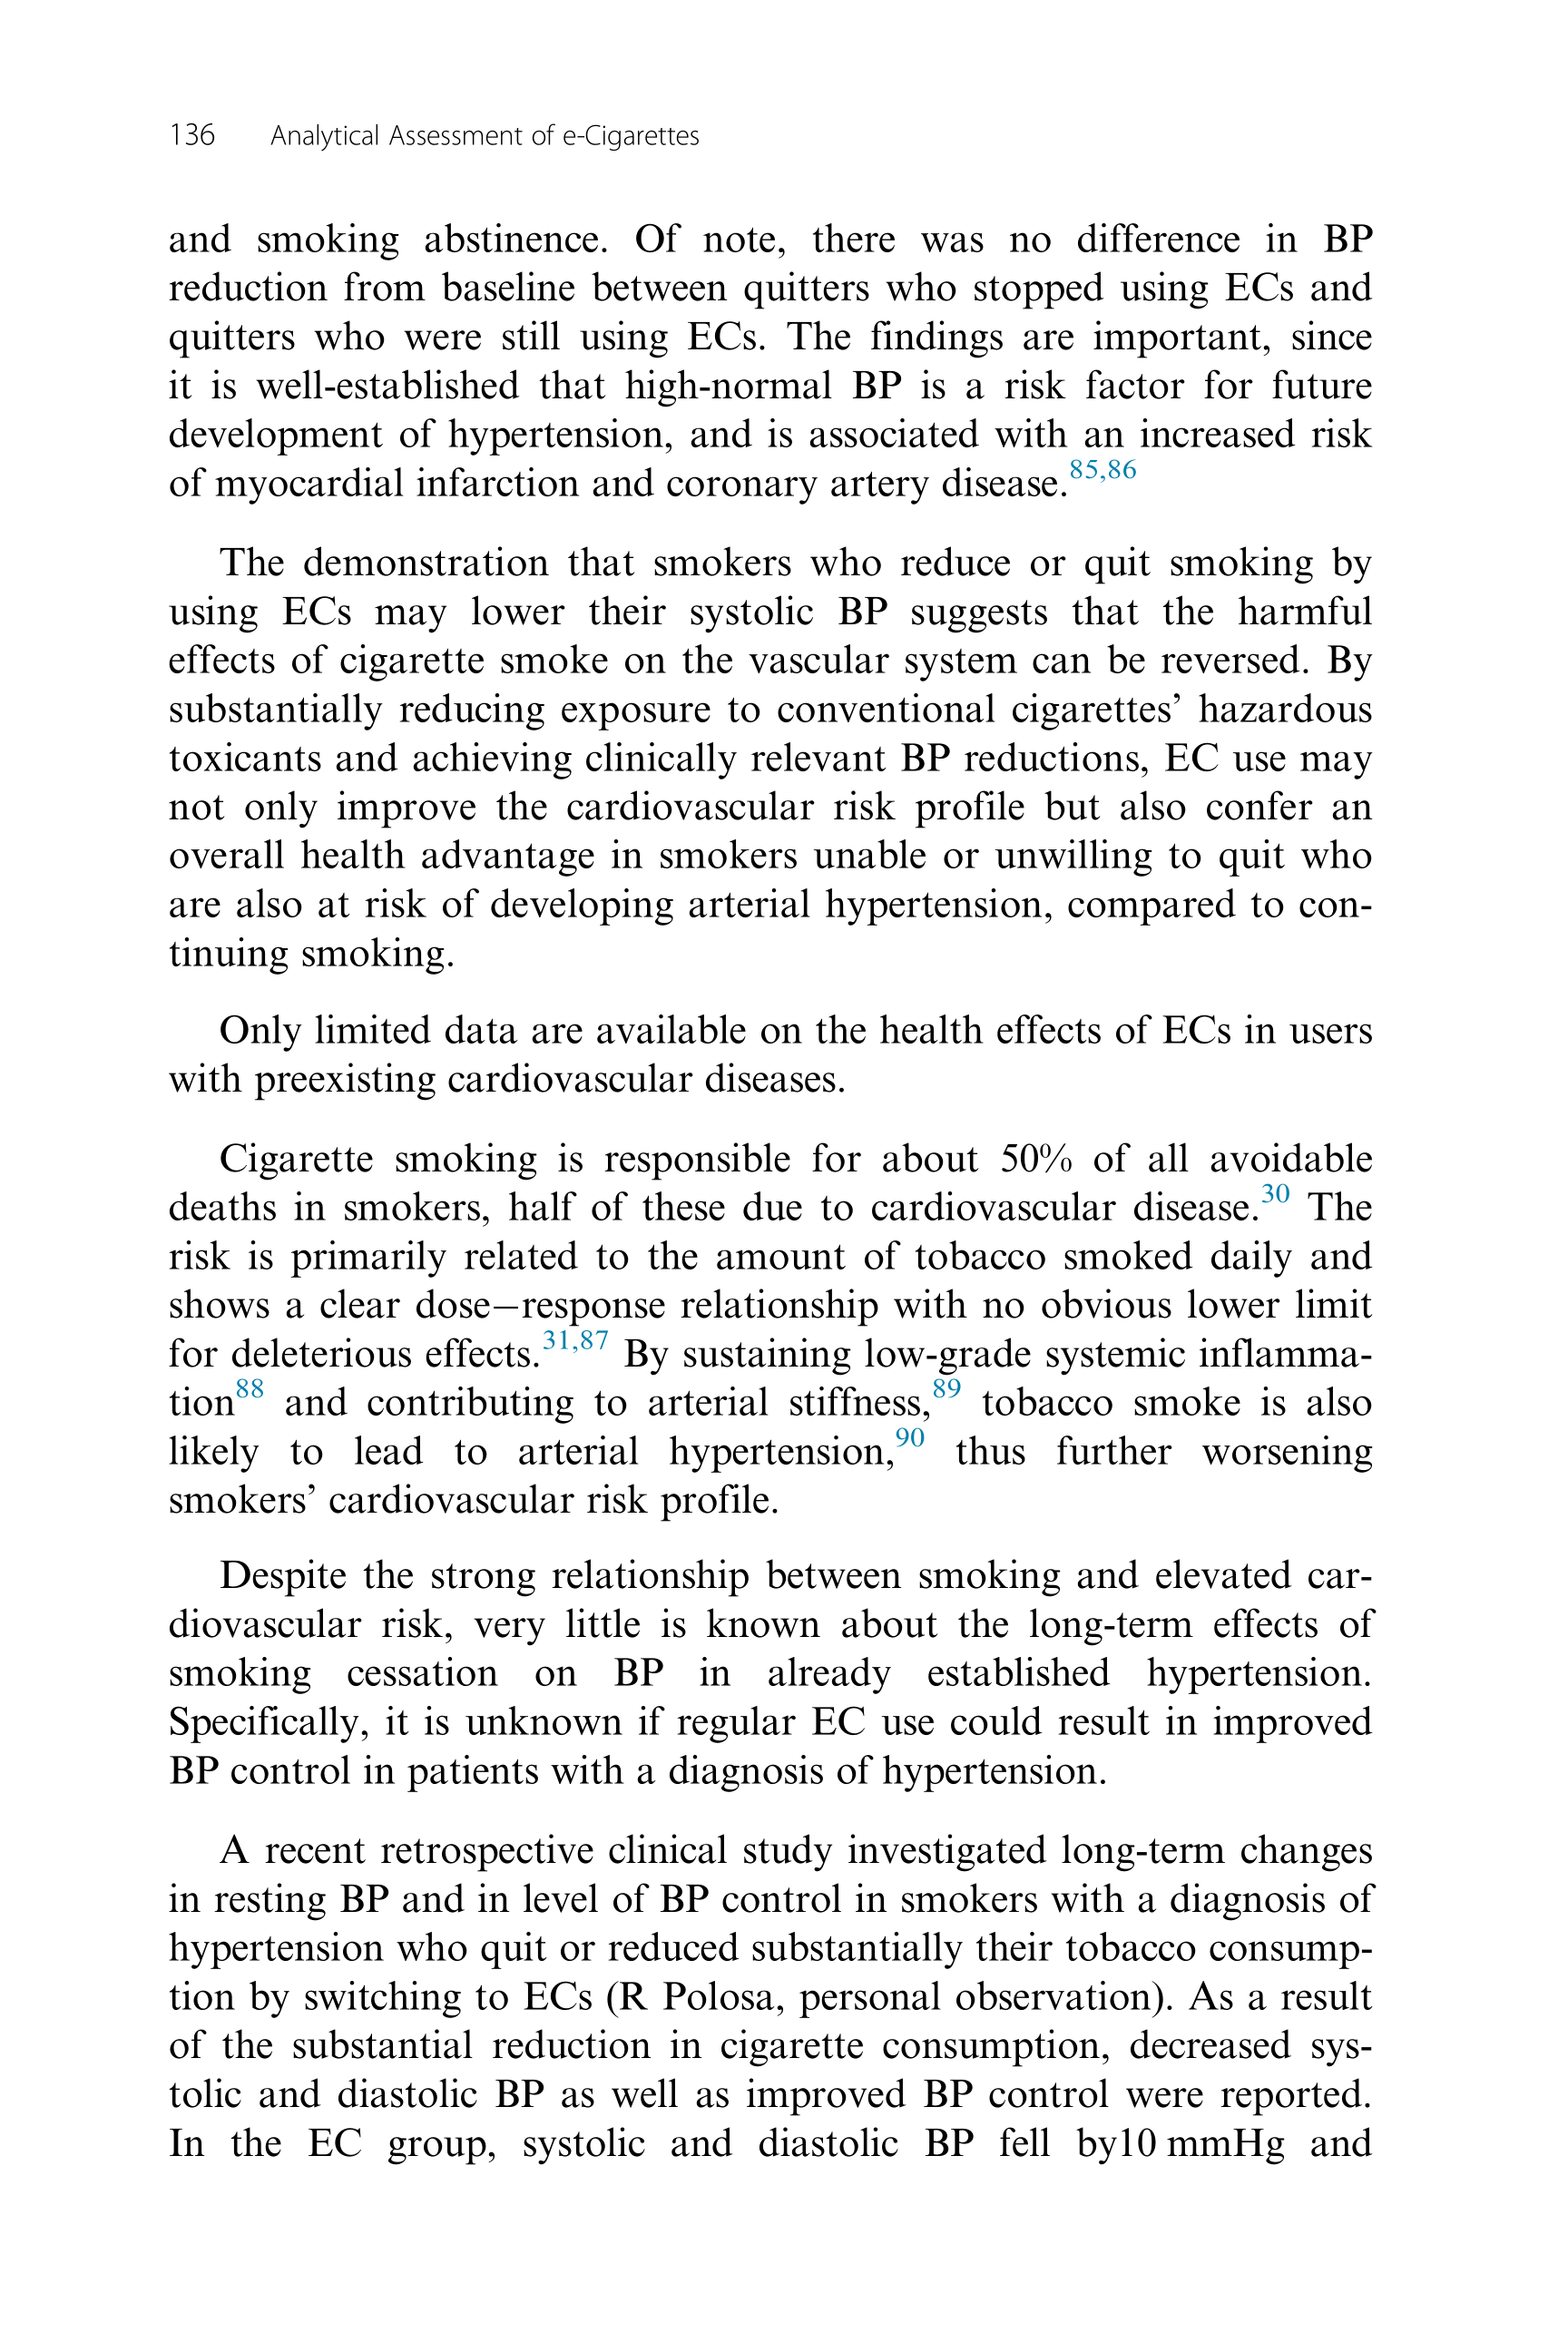 136 Analytical Assessment of e-Cigarettes
and smoking abstinence. Of note, there was no difference in BP
reduction from baseline between quitters who stopped using ECs and
quitters who were still using ECs. The findings are important, since
it is well-established that high-normal BP is a risk factor for future
development of hypertension, and is associated with an increased risk
of myocardial infarction and coronary artery disease.85,86
The demonstration that smokers who reduce or quit smoking by
using ECs may lower their systolic BP suggests that the harmful
effects of cigarette smoke on the vascular system can be reversed. By
substantially reducing exposure to conventional cigarettes’ hazardous
toxicants and achieving clinically relevant BP reductions, EC use may
not only improve the cardiovascular risk profile but also confer an
overall health advantage in smokers unable or unwilling to quit who
are also at risk of developing arterial hypertension, compared to con-
tinuing smoking.
Only limited data are available on the health effects of ECs in users
with preexisting cardiovascular diseases.
Cigarette smoking is responsible for about 50% of all avoidable
deaths in smokers, half of these due to cardiovascular disease.30 The
risk is primarily related to the amount of tobacco smoked daily and
shows a clear dose–response relationship with no obvious lower limit
for deleterious effects.31,87 By sustaining low-grade systemic inflamma-
tion88 and contributing to arterial stiffness,89 tobacco smoke is also
likely to lead to arterial hypertension,90 thus further worsening
smokers’ cardiovascular risk profile.
Despite the strong relationship between smoking and elevated car-
diovascular risk, very little is known about the long-term effects of
smoking cessation on BP in already established hypertension.
Specifically, it is unknown if regular EC use could result in improved
BP control in patients with a diagnosis of hypertension.
A recent retrospective clinical study investigated long-term changes
in resting BP and in level of BP control in smokers with a diagnosis of
hypertension who quit or reduced substantially their tobacco consump-
tion by switching to ECs (R Polosa, personal observation). As a result
of the substantial reduction in cigarette consumption, decreased sys-
tolic and diastolic BP as well as improved BP control were reported.
In the EC group, systolic and diastolic BP fell by10 mmHg and